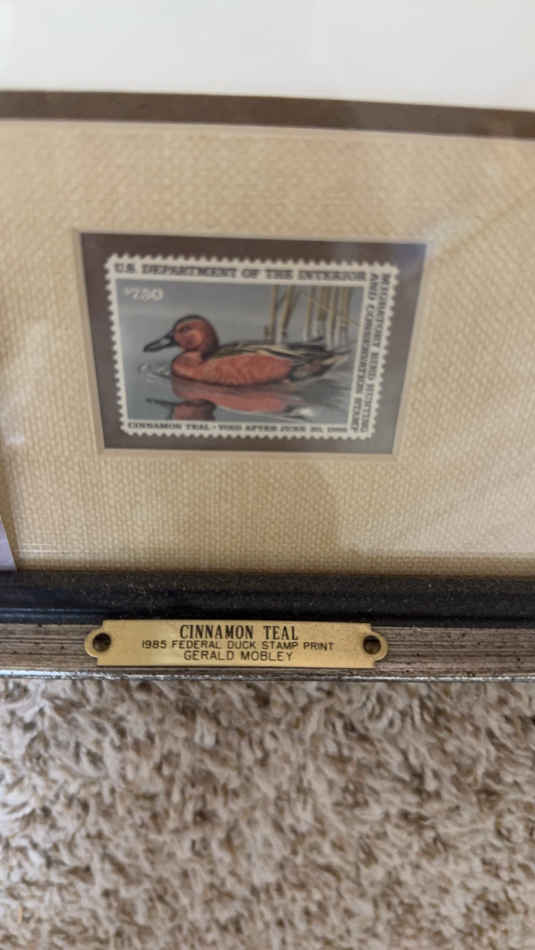 U.S. DEPARTMENT OF THE INTERIOR
$7.50
MIGRATORY BIRD HUNTING
AND CONSERVATION STAMP
CINNAMON TEAL • VOID AFTER JUNE 30, 1986
CINNAMON TEAL
1985 FEDERAL DUCK STAMP PRINT
GERALD MOBLEY